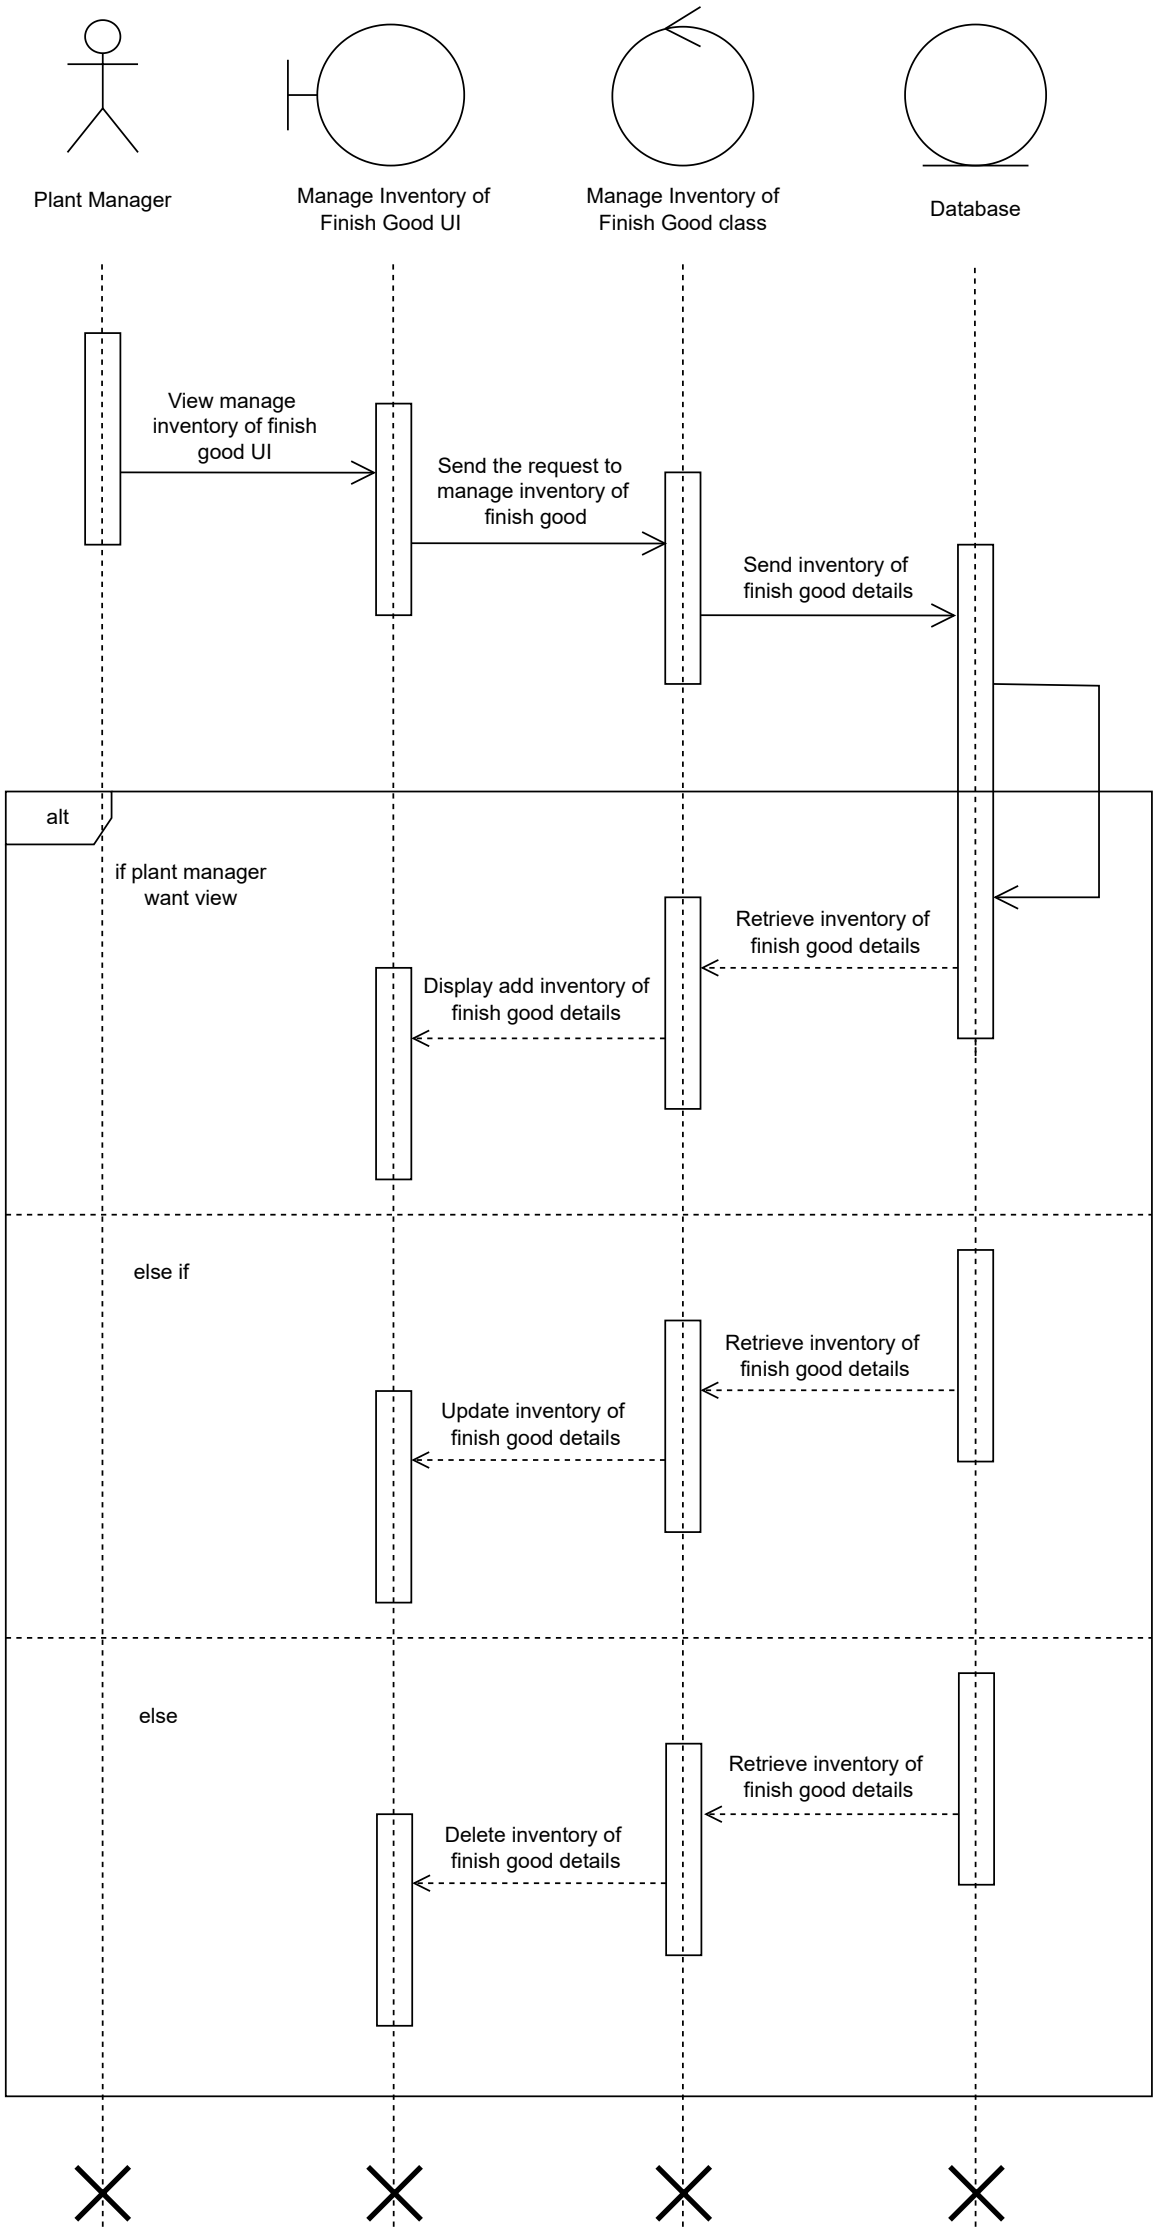 Plant Manager
Manage Inventory of
Finish Good UI
Manage Inventory of
Finish Good class
Database
View manage
inventory of finish
good UI
Send the request to
manage inventory of
finish good
Send inventory of
finish good details
alt
if plant manager
want view
Retrieve inventory of
finish good details
Display add inventory of
finish good details
else if
Retrieve inventory of
finish good details
Update inventory of
finish good details
else
Retrieve inventory of
finish good details
Delete inventory of
finish good details